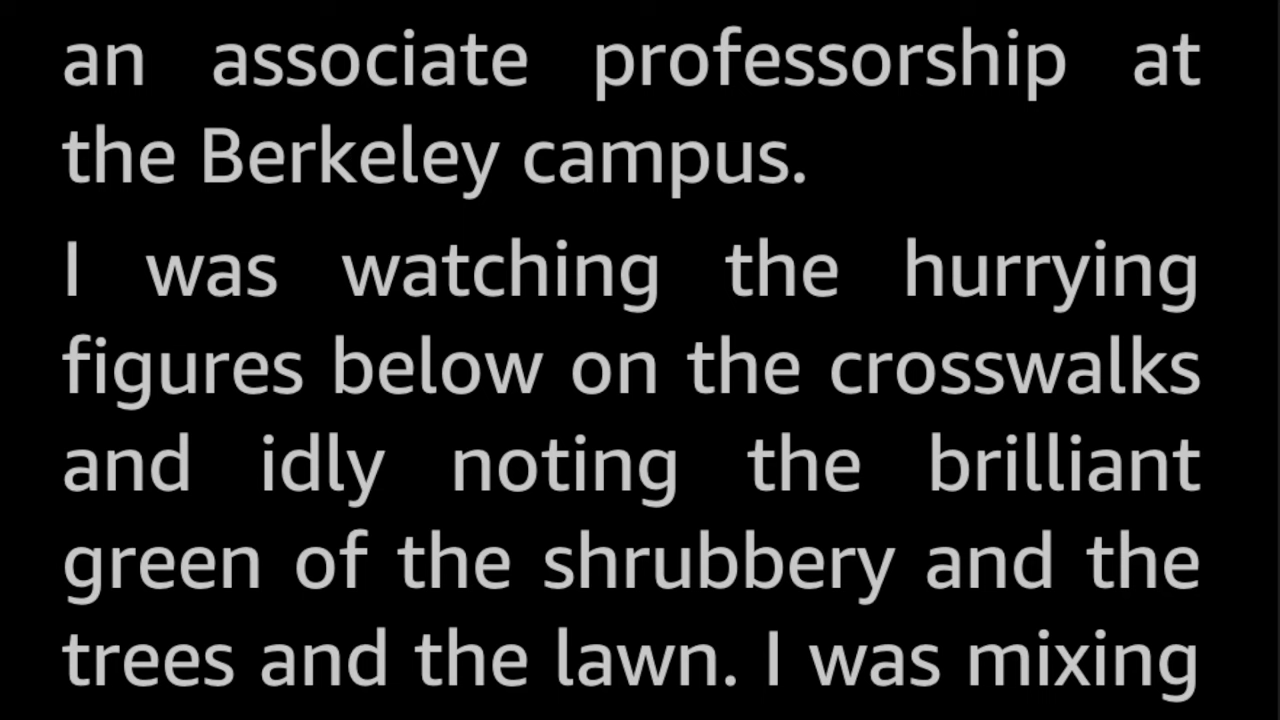 an associate professorship at
the Berkeley campus.
I was watching the hurrying
figures below on the crosswalks
and idly noting the brilliant
green of the shrubbery and the
trees and the lawn. I was mixing